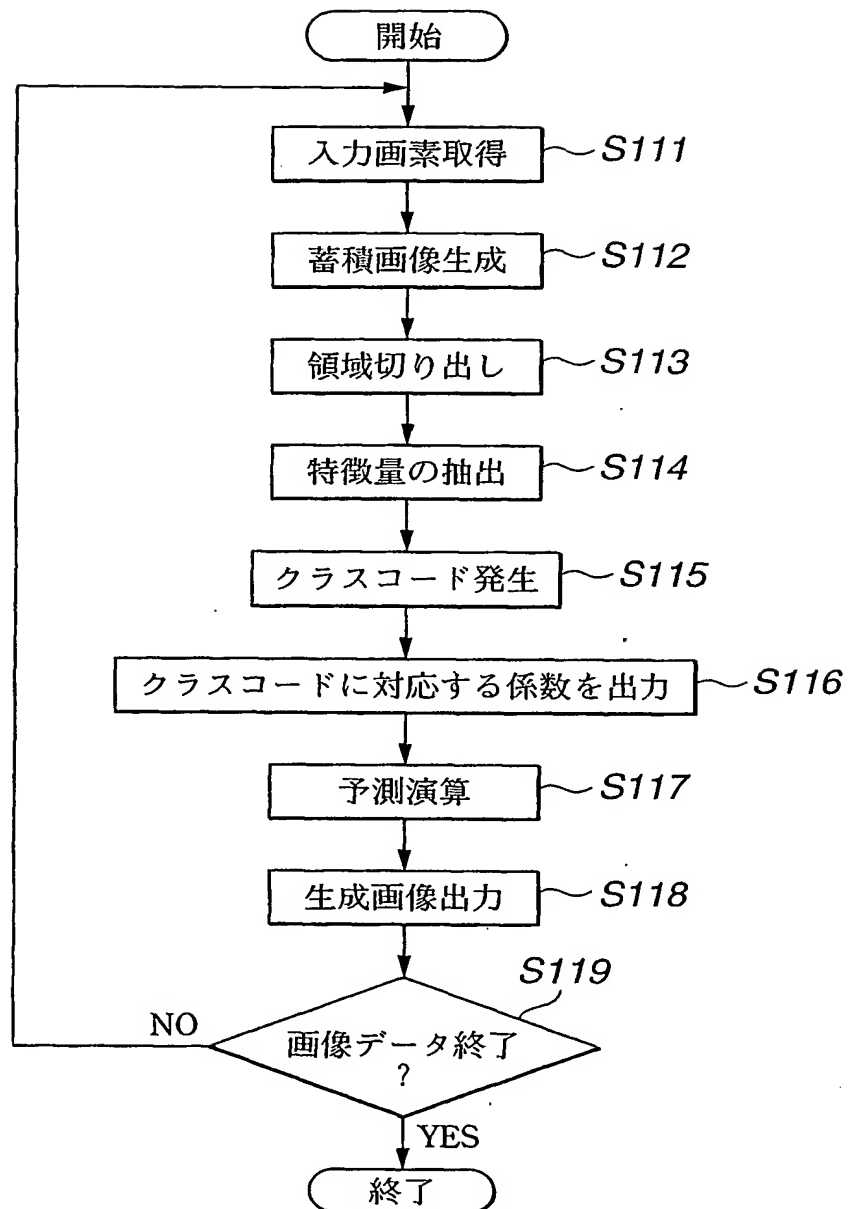 開始
入力画素取得 S111
蓄積画像生成 S112
領域切り出し S113
特徴量の抽出 S114
クラスコード発生 S115
クラスコードに対応する係数を出力 S116
予測演算 S117
生成画像出力 S118
S119
NO
画像データ終了
?
YES
終了